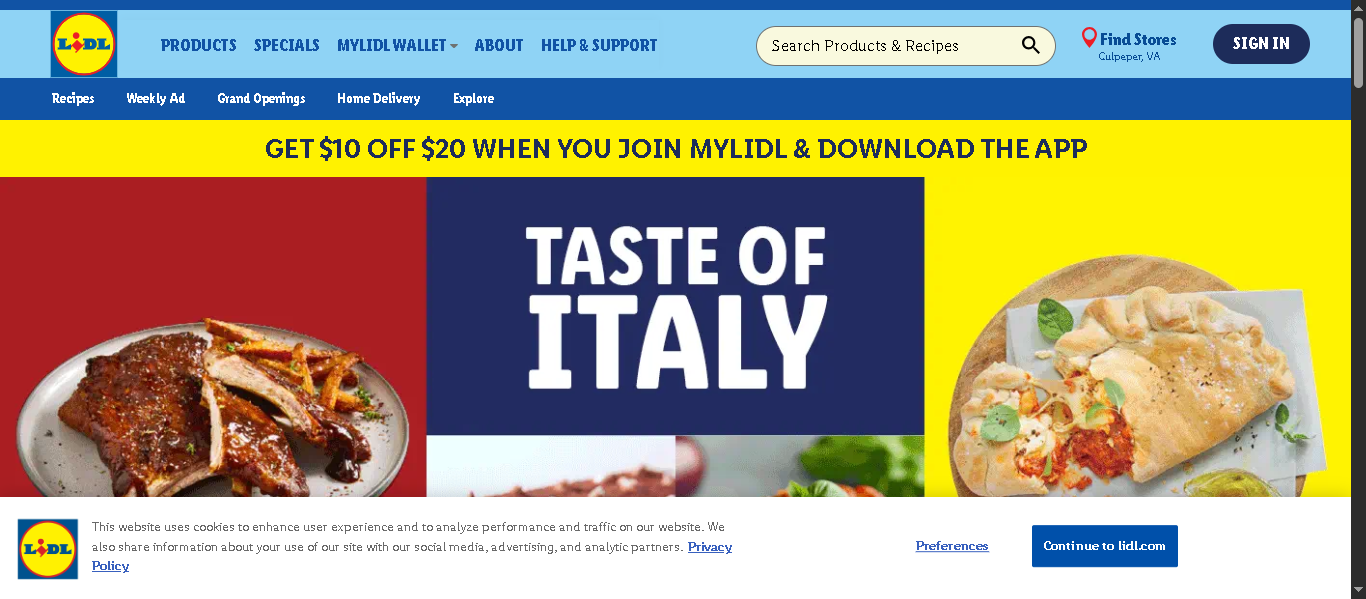 LIDL
PRODUCTS SPECIALS MYLIDL WALLET ABOUT HELP & SUPPORT
Search Products & Recipes
Find Stores
Culpeper, VA
SIGN IN
Recipes Weekly Ad Grand Openings Home Delivery Explore
GET $10 OFF $20 WHEN YOU JOIN MYLIDL & DOWNLOAD THE APP
TASTE OF
ITALY
LIDL
This website uses cookies to enhance user experience and to analyze performance and traffic on our website. We
also share information about your use of our site with our social media, advertising, and analytic partners. Privacy
Policy
Preferences
Continue to lidl.com